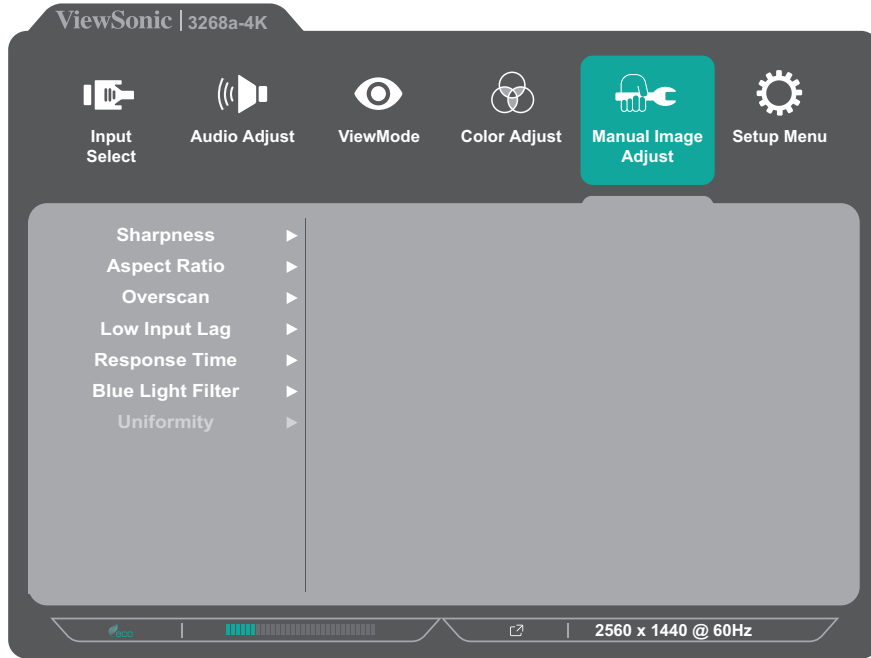 ViewSonic | 3268a-4K
Input
Select
Audio Adjust
ViewMode
Color Adjust
Manual Image
Adjust
Setup Menu
Sharpness
Aspect Ratio
Overscan
Low Input Lag
Response Time
Blue Light Filter
Uniformity
eco
2560 x 1440 @ 60Hz